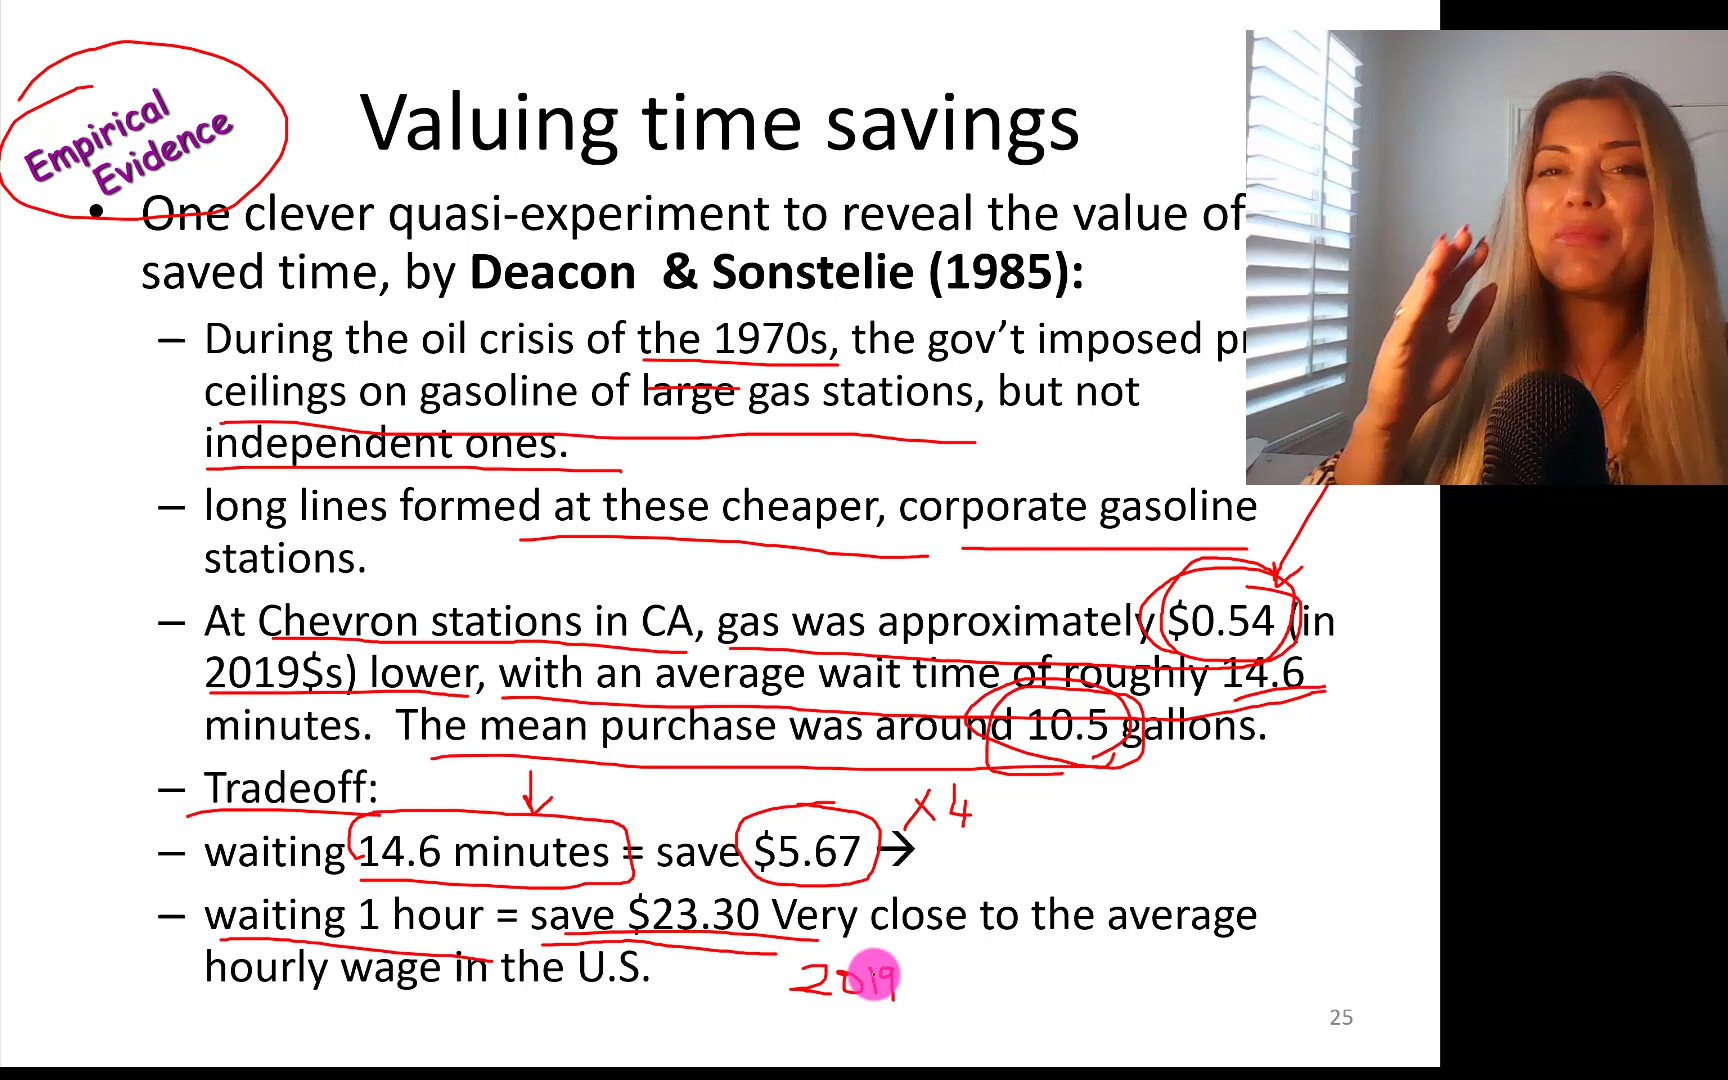 Empirical
Evidence
Valuing time savings
• One clever quasi-experiment to reveal the value of
saved time, by Deacon & Sonstelie (1985):
– During the oil crisis of the 1970s, the gov’t imposed pr
ceilings on gasoline of large gas stations, but not
independent ones.
– long lines formed at these cheaper, corporate gasoline
stations.
– At Chevron stations in CA, gas was approximately $0.54 (in
2019$s) lower, with an average wait time of roughly 14.6
minutes. The mean purchase was around 10.5 gallons.
– Tradeoff:
x 4
– waiting 14.6 minutes = save $5.67 →
– waiting 1 hour = save $23.30 Very close to the average
hourly wage in the U.S.
2019
25